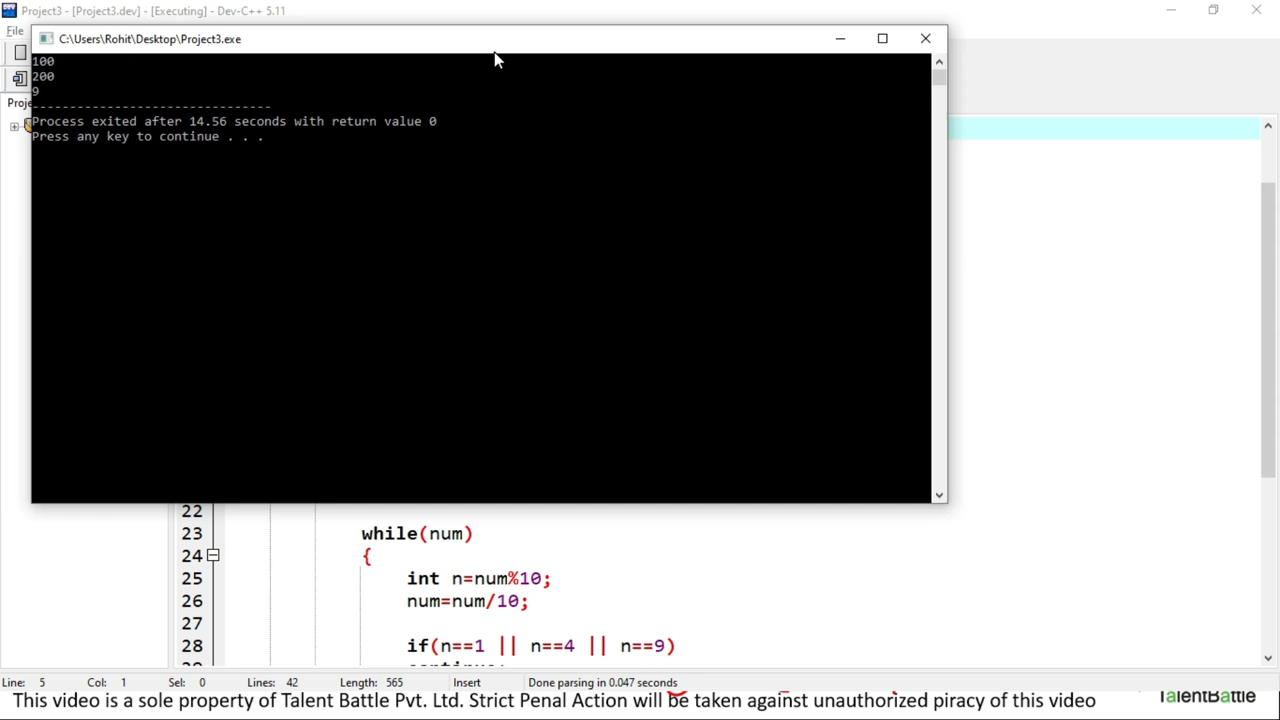 Project3 - [Project3.dev] - [Executing] - Dev-C++ 5.11
File
C:\Users\Rohit\Desktop\Project3.exe
100
200
9
--------------------------------
Process exited after 14.56 seconds with return value 0
Press any key to continue . . .
22
23 while(num)
24 {
25 int n=num%10;
26 num=num/10;
27
28 if(n==1 || n==4 || n==9)
Line: 5 Col: 1 Sel: 0 Lines: 42 Length: 565 Insert Done parsing in 0.047 seconds
This video is a sole property of Talent Battle Pvt. Ltd. Strict Penal Action will be taken against unauthorized piracy of this video
TalentBattle